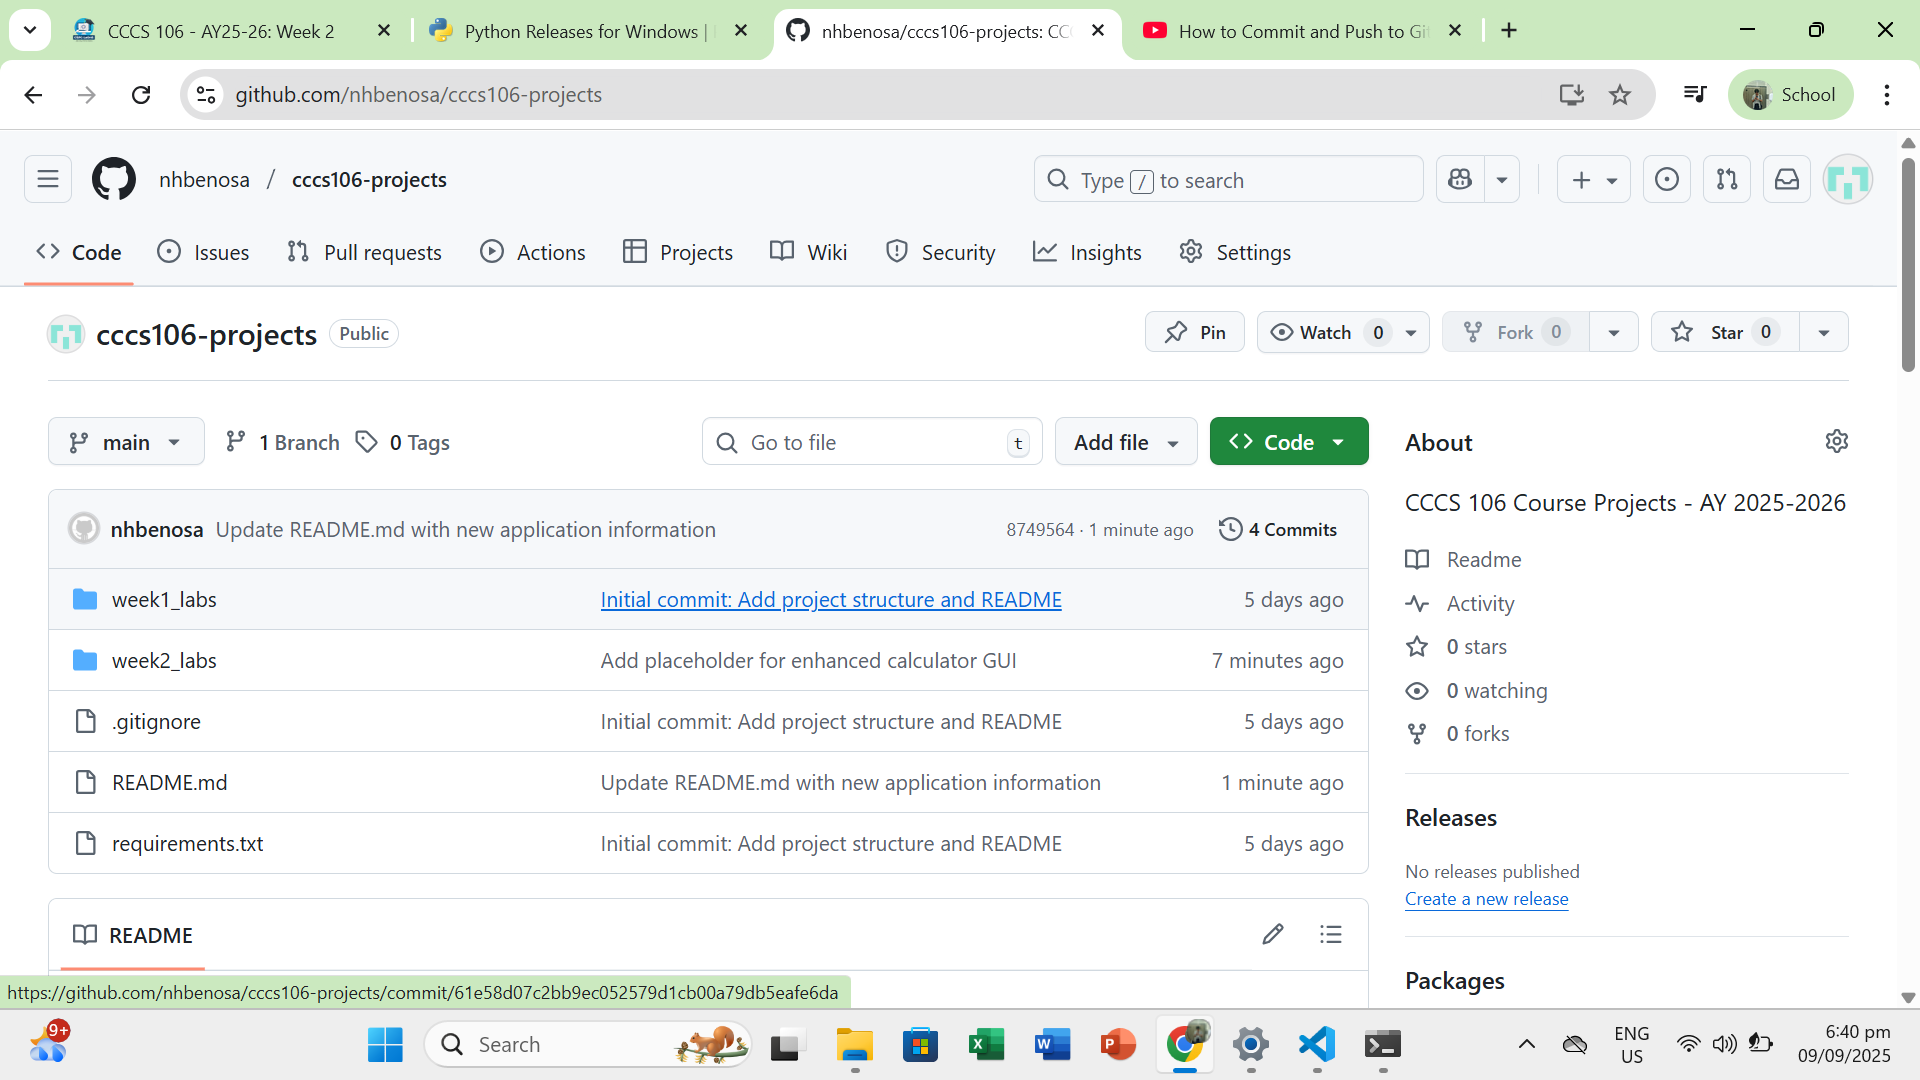 CCCS 106 - AY25-26: Week 2
Python Releases for Windows |
nhbenosa/cccs106-projects: CCC
How to Commit and Push to Git
github.com/nhbenosa/cccs106-projects
School
nhbenosa / cccs106-projects
Type / to search
Code
Issues
Pull requests
Actions
Projects
Wiki
Security
Insights
Settings
cccs106-projects
Public
Pin
Watch 0
Fork 0
Star 0
main
1 Branch
0 Tags
Go to file
t
Add file
Code
nhbenosa Update README.md with new application information 8749564 · 1 minute ago 4 Commits
week1_labs Initial commit: Add project structure and README 5 days ago
week2_labs Add placeholder for enhanced calculator GUI 7 minutes ago
.gitignore Initial commit: Add project structure and README 5 days ago
README.md Update README.md with new application information 1 minute ago
requirements.txt Initial commit: Add project structure and README 5 days ago
README
About
CCCS 106 Course Projects - AY 2025-2026
Readme
Activity
0 stars
0 watching
0 forks
Releases
No releases published
Create a new release
Packages
https://github.com/nhbenosa/cccs106-projects/commit/61e58d07c2bb9ec052579d1cb00a79db5eafe6da
9+
Search
ENG
US
6:40 pm
09/09/2025